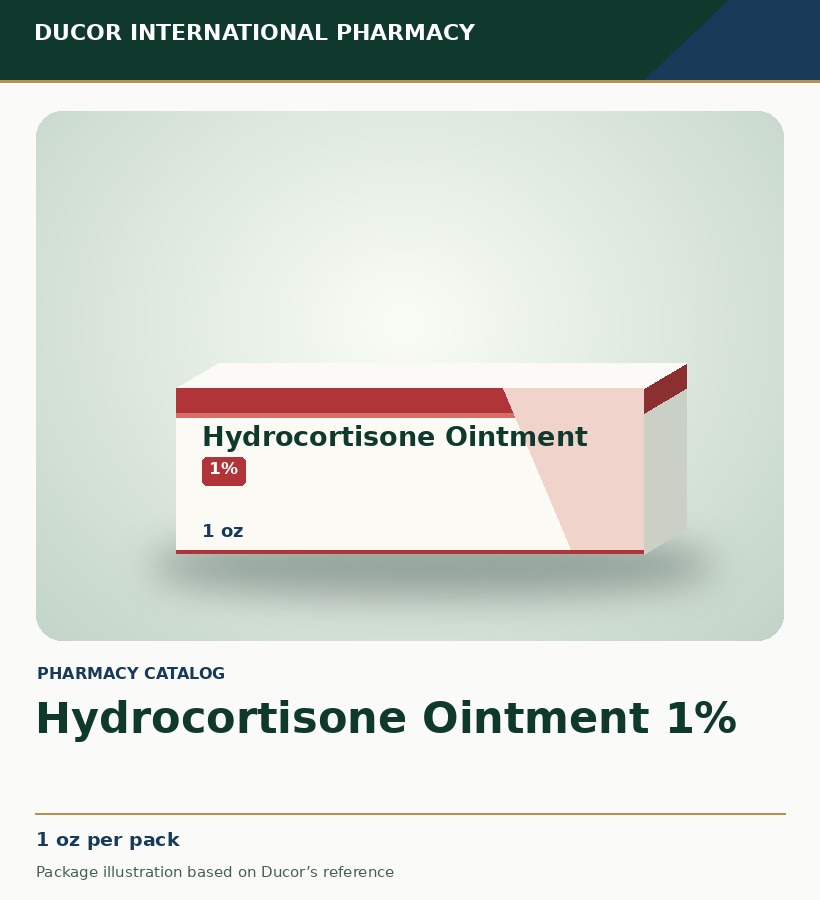 DUCOR INTERNATIONAL PHARMACY
Hydrocortisone Ointment
1%
1 oz
PHARMACY CATALOG
Hydrocortisone Ointment 1%
1 oz per pack
Package illustration based on Ducor’s reference